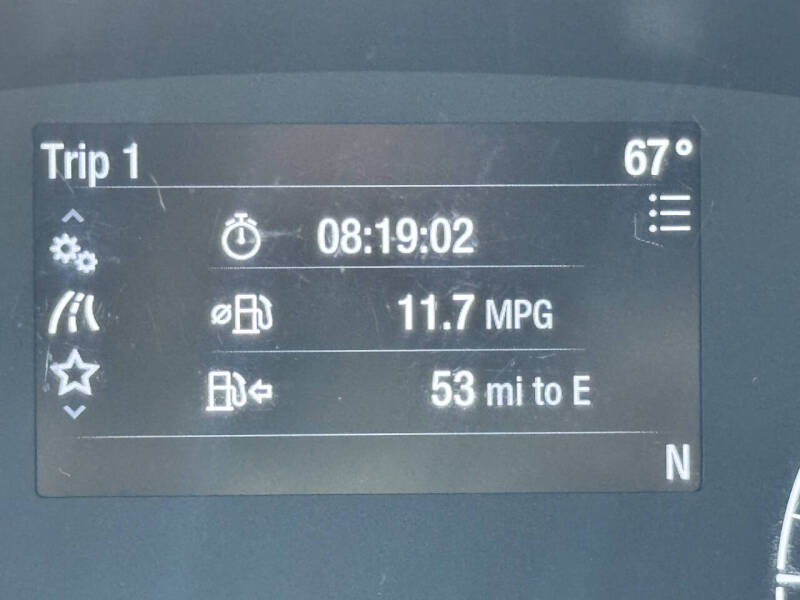 Trip 1 67°
08:19:02
11.7 MPG
53 mi to E
N